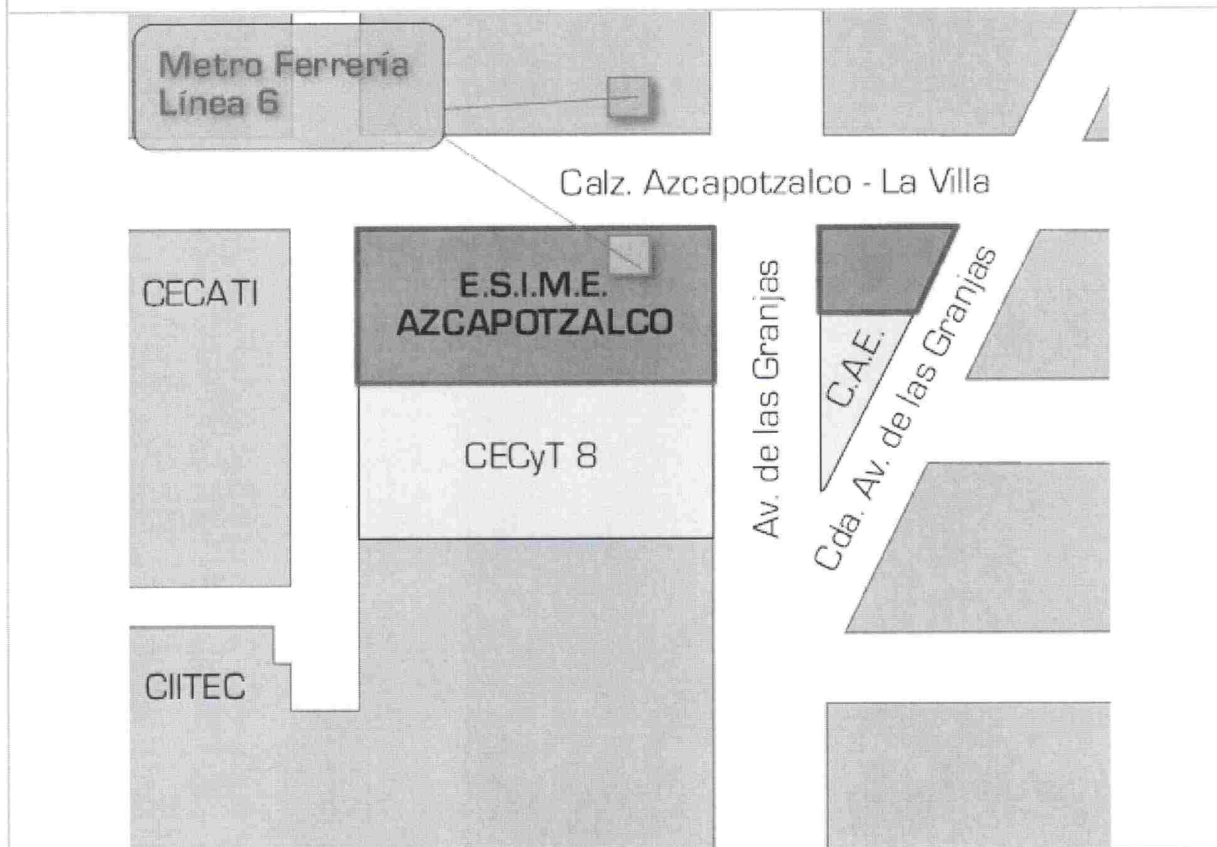 Metro Ferrería
Línea 6
Calz. Azcapotzalco - La Villa
CECATI
E.S.I.M.E.
AZCAPOTZALCO
Av. de las Granjas
C.A.E.
Cda. Av. de las Granjas
CECyT 8
CIITEC